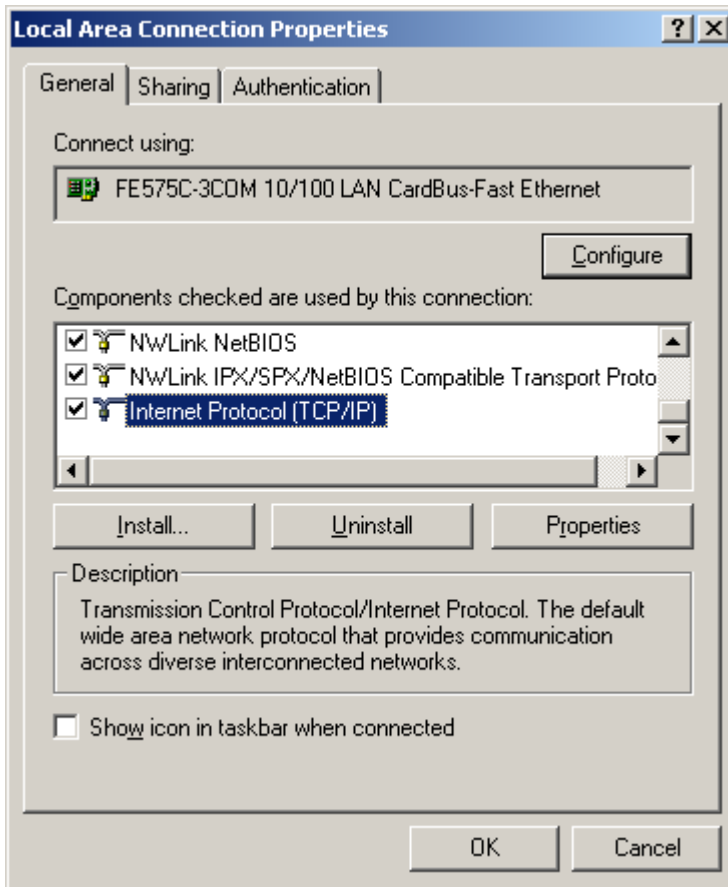 Local Area Connection Properties
General Sharing Authentication
Connect using:
FE575C-3COM 10/100 LAN CardBus-Fast Ethernet
Configure
Components checked are used by this connection:
NWLink NetBIOS
NWLink IPX/SPX/NetBIOS Compatible Transport Proto
Internet Protocol (TCP/IP)
Install... Uninstall Properties
Description
Transmission Control Protocol/Internet Protocol. The default
wide area network protocol that provides communication
across diverse interconnected networks.
Show icon in taskbar when connected
OK Cancel